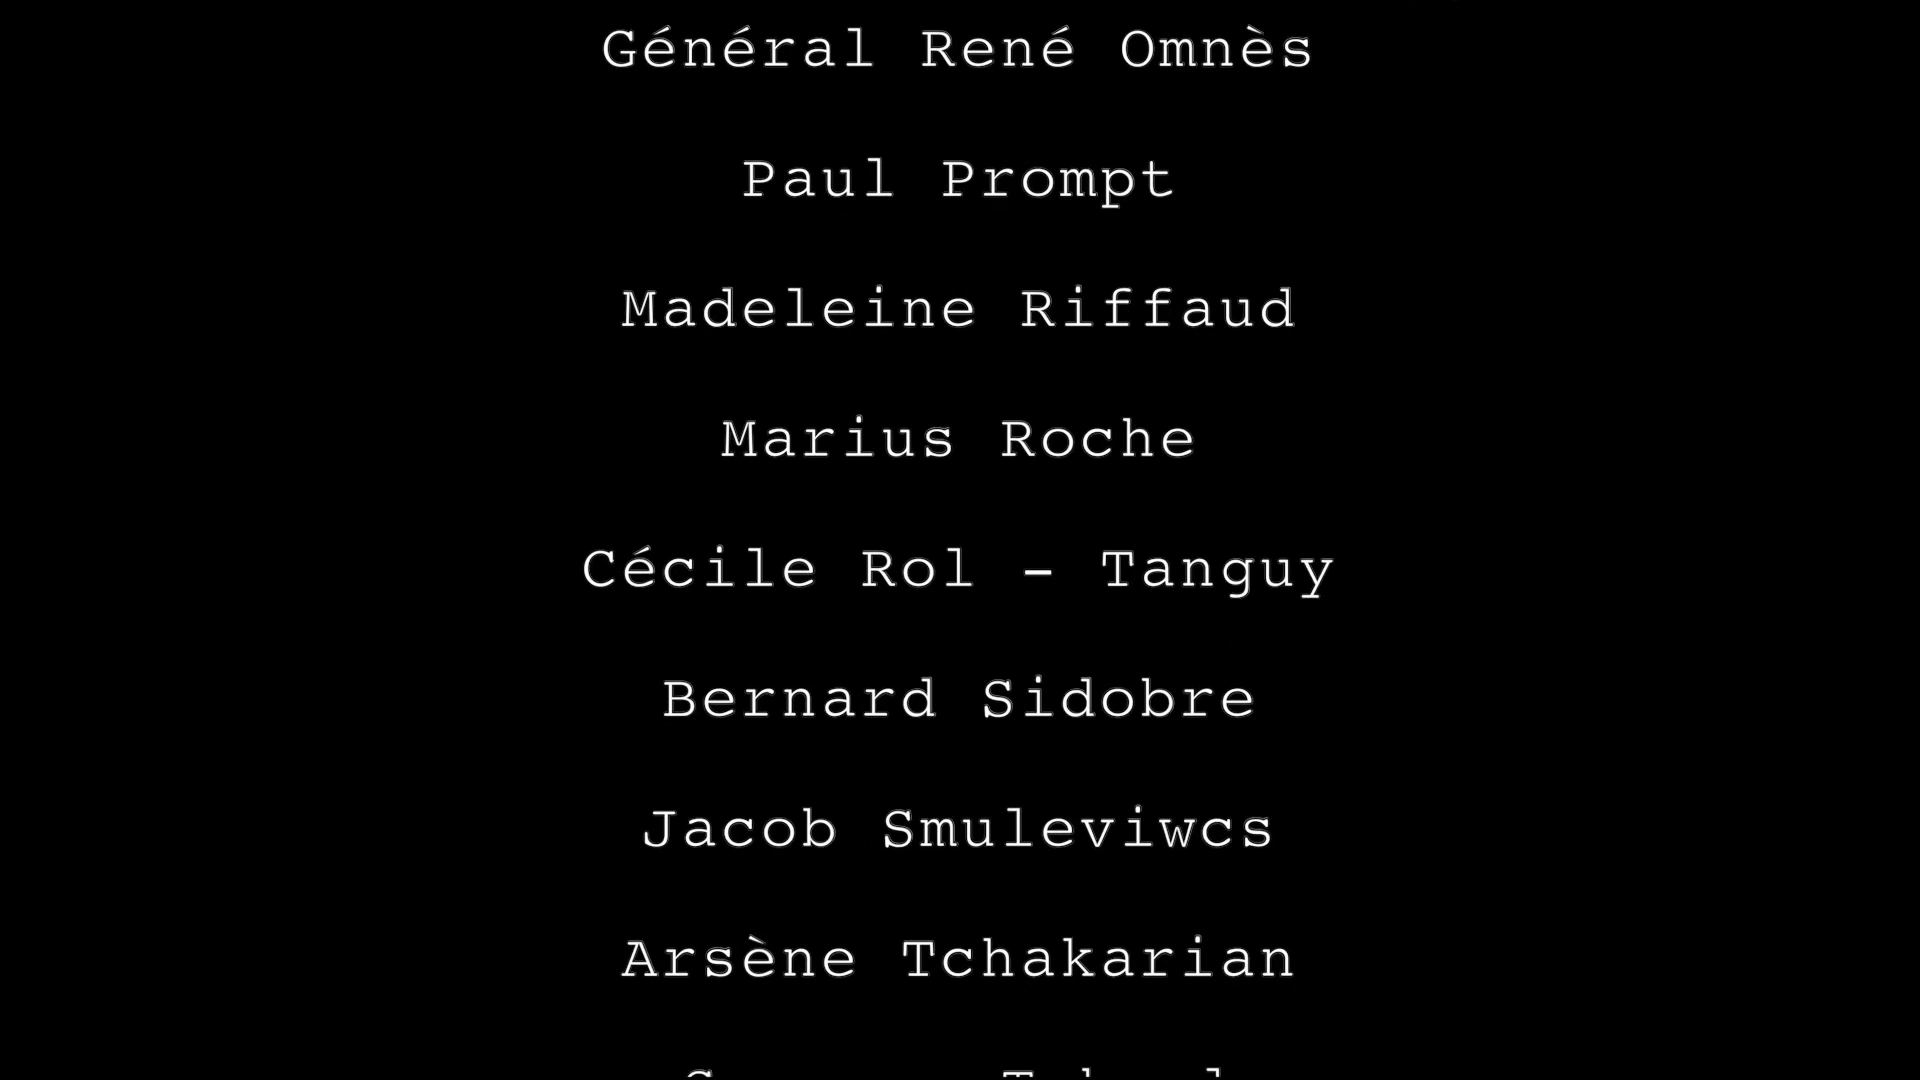 Général René Omnès
Paul Prompt
Madeleine Riffaud
Marius Roche
Cécile Rol - Tanguy
Bernard Sidobre
Jacob Smuleviwcs
Arsène Tchakarian